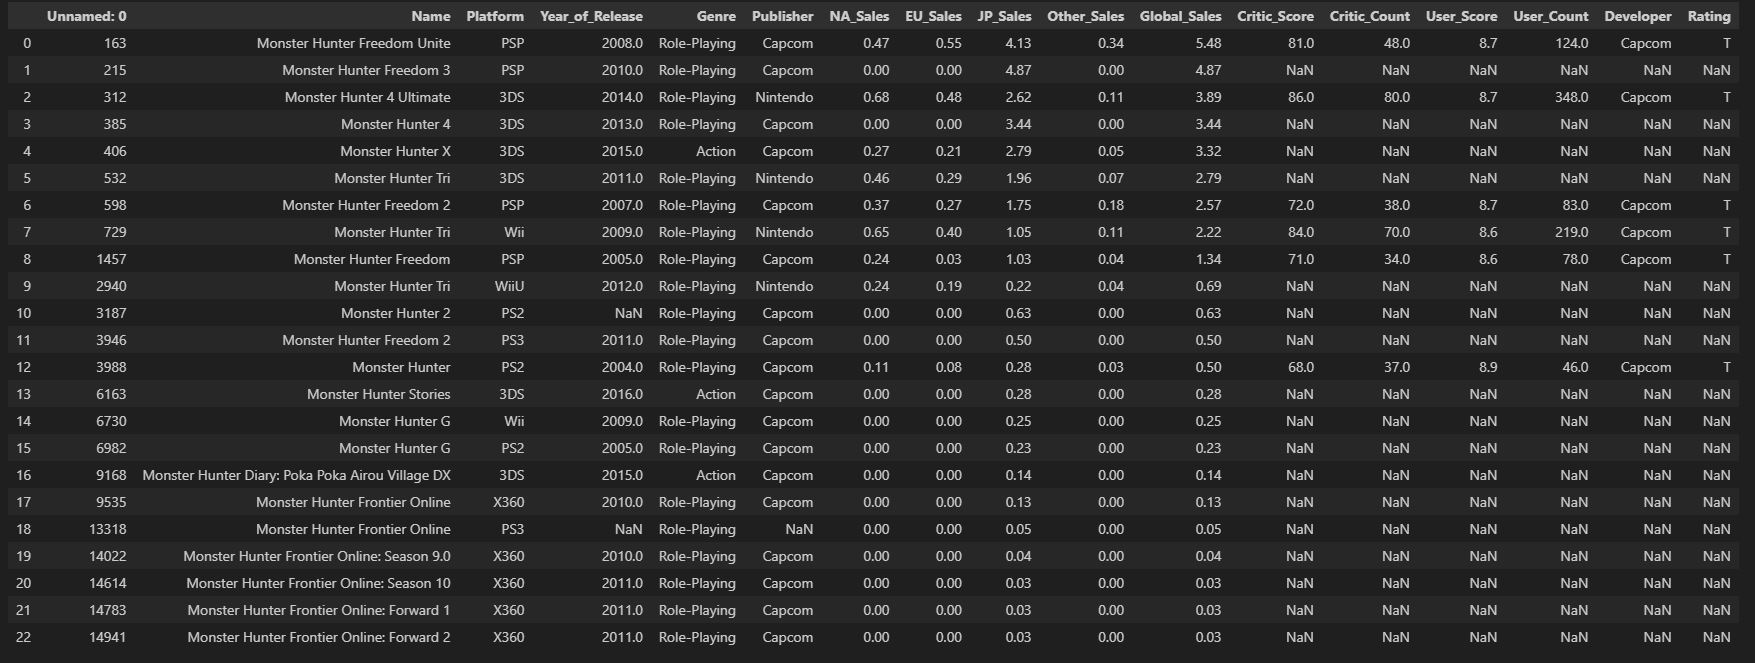 Unnamed: 0 Name Platform Year_of_Release Genre Publisher NA_Sales EU_Sales JP_Sales Other_Sales Global_Sales Critic_Score Critic_Count User_Score User_Count Developer Rating
0 163 Monster Hunter Freedom Unite PSP 2008.0 Role-Playing Capcom 0.47 0.55 4.13 0.34 5.48 81.0 48.0 8.7 124.0 Capcom T
1 215 Monster Hunter Freedom 3 PSP 2010.0 Role-Playing Capcom 0.00 0.00 4.87 0.00 4.87 NaN NaN NaN NaN NaN NaN
2 312 Monster Hunter 4 Ultimate 3DS 2014.0 Role-Playing Nintendo 0.68 0.48 2.62 0.11 3.89 86.0 80.0 8.7 348.0 Capcom T
3 385 Monster Hunter 4 3DS 2013.0 Role-Playing Capcom 0.00 0.00 3.44 0.00 3.44 NaN NaN NaN NaN NaN NaN
4 406 Monster Hunter X 3DS 2015.0 Action Capcom 0.27 0.21 2.79 0.05 3.32 NaN NaN NaN NaN NaN NaN
5 532 Monster Hunter Tri 3DS 2011.0 Role-Playing Nintendo 0.46 0.29 1.96 0.07 2.79 NaN NaN NaN NaN NaN NaN
6 598 Monster Hunter Freedom 2 PSP 2007.0 Role-Playing Capcom 0.37 0.27 1.75 0.18 2.57 72.0 38.0 8.7 83.0 Capcom T
7 729 Monster Hunter Tri Wii 2009.0 Role-Playing Nintendo 0.65 0.40 1.05 0.11 2.22 84.0 70.0 8.6 219.0 Capcom T
8 1457 Monster Hunter Freedom PSP 2005.0 Role-Playing Capcom 0.24 0.03 1.03 0.04 1.34 71.0 34.0 8.6 78.0 Capcom T
9 2940 Monster Hunter Tri WiiU 2012.0 Role-Playing Nintendo 0.24 0.19 0.22 0.04 0.69 NaN NaN NaN NaN NaN NaN
10 3187 Monster Hunter 2 PS2 NaN Role-Playing Capcom 0.00 0.00 0.63 0.00 0.63 NaN NaN NaN NaN NaN NaN
11 3946 Monster Hunter Freedom 2 PS3 2011.0 Role-Playing Capcom 0.00 0.00 0.50 0.00 0.50 NaN NaN NaN NaN NaN NaN
12 3988 Monster Hunter PS2 2004.0 Role-Playing Capcom 0.11 0.08 0.28 0.03 0.50 68.0 37.0 8.9 46.0 Capcom T
13 6163 Monster Hunter Stories 3DS 2016.0 Action Capcom 0.00 0.00 0.28 0.00 0.28 NaN NaN NaN NaN NaN NaN
14 6730 Monster Hunter G Wii 2009.0 Role-Playing Capcom 0.00 0.00 0.25 0.00 0.25 NaN NaN NaN NaN NaN NaN
15 6982 Monster Hunter G PS2 2005.0 Role-Playing Capcom 0.00 0.00 0.23 0.00 0.23 NaN NaN NaN NaN NaN NaN
16 9168 Monster Hunter Diary: Poka Poka Airou Village DX 3DS 2015.0 Action Capcom 0.00 0.00 0.14 0.00 0.14 NaN NaN NaN NaN NaN NaN
17 9535 Monster Hunter Frontier Online X360 2010.0 Role-Playing Capcom 0.00 0.00 0.13 0.00 0.13 NaN NaN NaN NaN NaN NaN
18 13318 Monster Hunter Frontier Online PS3 NaN Role-Playing NaN 0.00 0.00 0.05 0.00 0.05 NaN NaN NaN NaN NaN NaN
19 14022 Monster Hunter Frontier Online: Season 9.0 X360 2010.0 Role-Playing Capcom 0.00 0.00 0.04 0.00 0.04 NaN NaN NaN NaN NaN NaN
20 14614 Monster Hunter Frontier Online: Season 10 X360 2011.0 Role-Playing Capcom 0.00 0.00 0.03 0.00 0.03 NaN NaN NaN NaN NaN NaN
21 14783 Monster Hunter Frontier Online: Forward 1 X360 2011.0 Role-Playing Capcom 0.00 0.00 0.03 0.00 0.03 NaN NaN NaN NaN NaN NaN
22 14941 Monster Hunter Frontier Online: Forward 2 X360 2011.0 Role-Playing Capcom 0.00 0.00 0.03 0.00 0.03 NaN NaN NaN NaN NaN NaN